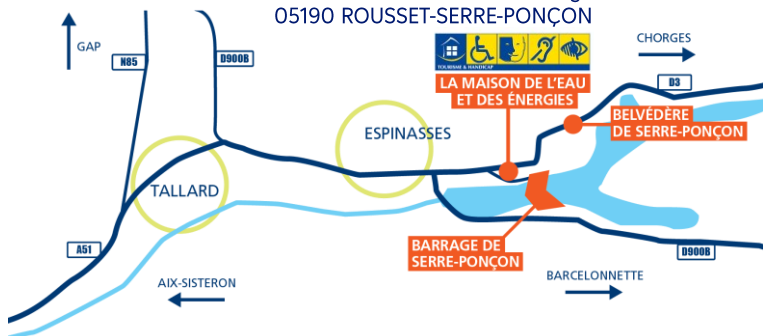 05190 ROUSSET-SERRE-PONÇON
GAP
N85
D900B
CHORGES
TOURISME & HANDICAP
D3
LA MAISON DE L'EAU
ET DES ÉNERGIES
BELVÉDÈRE
DE SERRE-PONÇON
ESPINASSES
TALLARD
A51
BARRAGE DE
SERRE-PONÇON
D900B
AIX-SISTERON
BARCELONNETTE